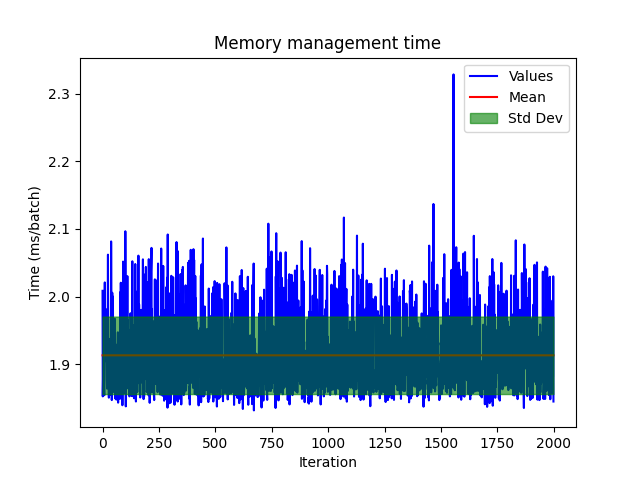 Memory management time
Values
Mean
Std Dev
2.3
2.2
2.1
2.0
1.9
Time (ms/batch)
0
250
500
750
1000
1250
1500
1750
2000
Iteration